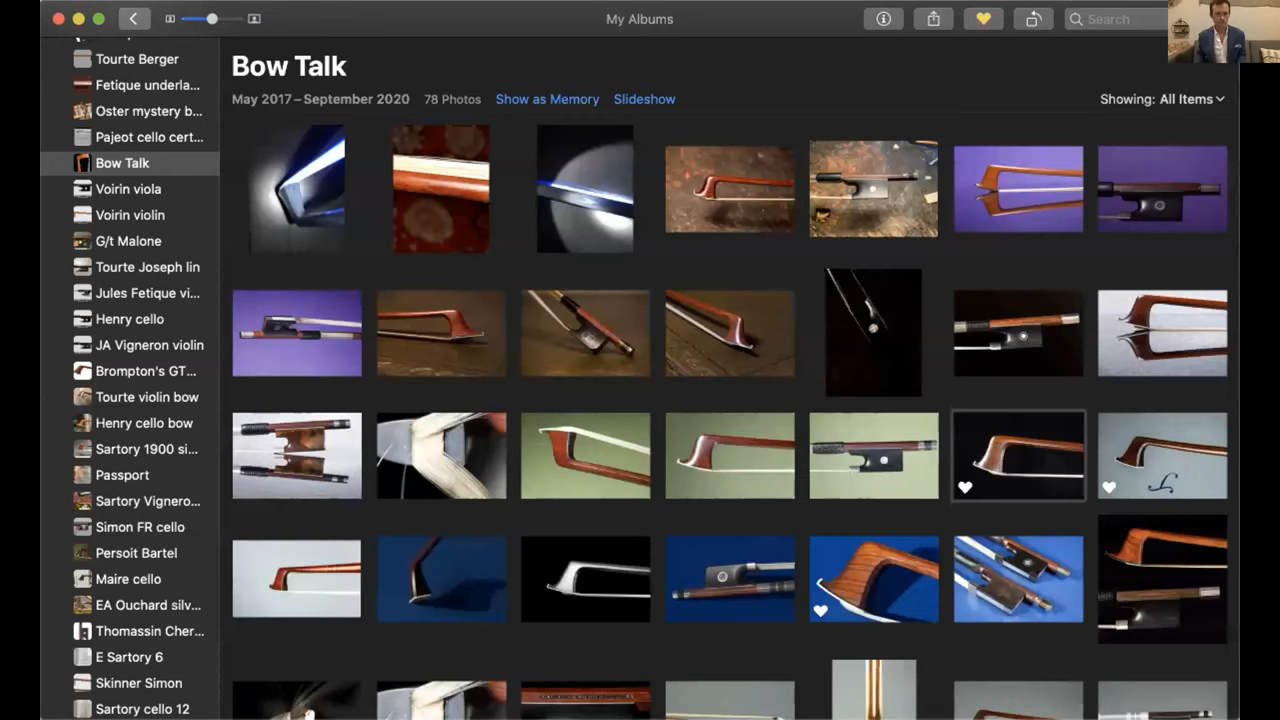 My Albums
Search
Tourte Berger
Fetique underla...
Oster mystery b...
Pajeot cello cert...
Bow Talk
Voirin viola
Voirin violin
G/t Malone
Tourte Joseph lin
Jules Fetique vi...
Henry cello
JA Vigneron violin
Brompton's GT...
Tourte violin bow
Henry cello bow
Sartory 1900 si...
Passport
Sartory Vignero...
Simon FR cello
Persoit Bartel
Maire cello
EA Ouchard silv...
Thomassin Cher...
E Sartory 6
Skinner Simon
Sartory cello 12
Bow Talk
May 2017 – September 2020 78 Photos Show as Memory Slideshow
Showing: All Items